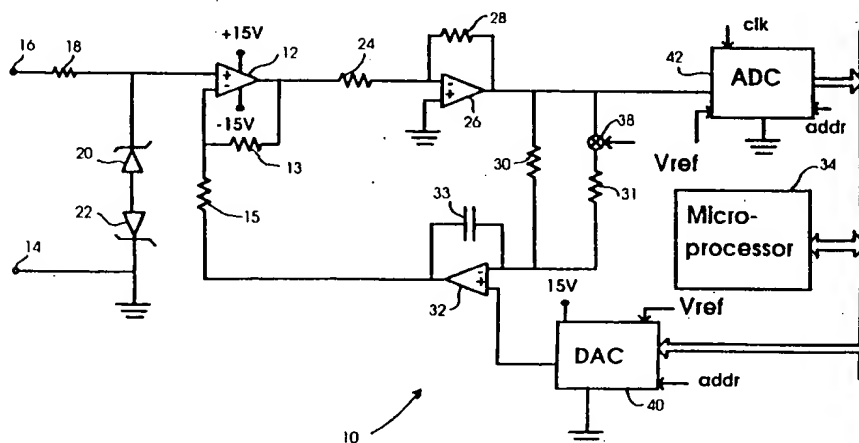 16
18
+15V
12
24
28
clk
42
ADC
20
-15V
13
26
38
addr
Vref
30
31
34
15
33
Micro-
processor
22
14
32
15V
Vref
DAC
addr
40
10